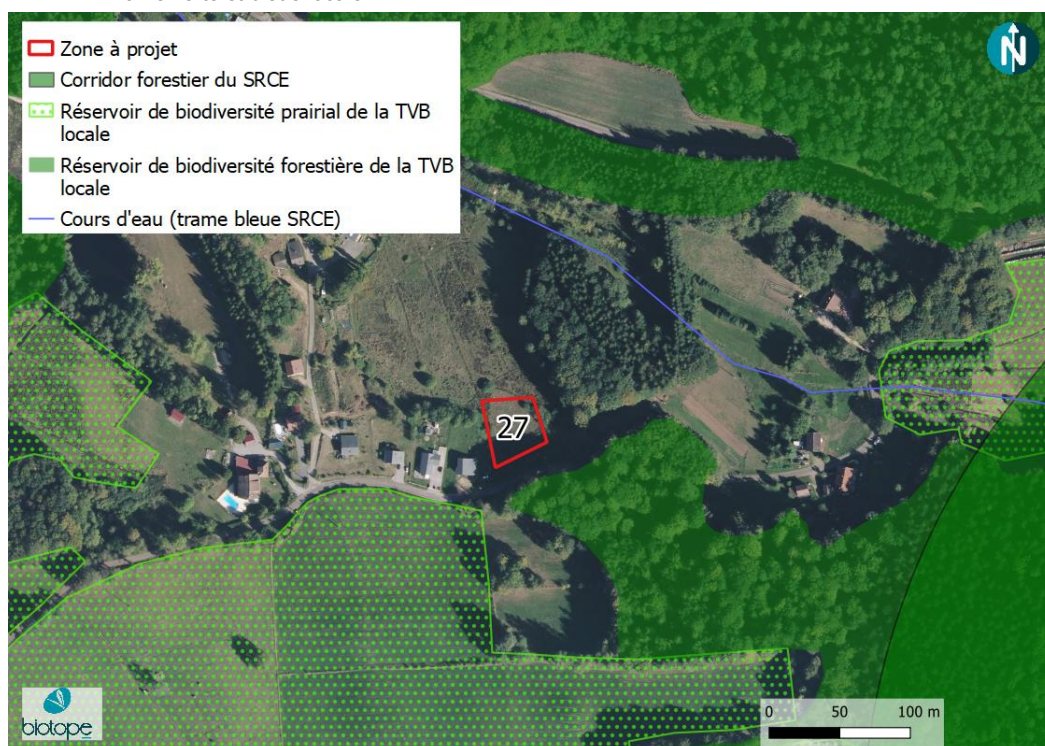 Zone à projet
Corridor forestier du SRCE
Réservoir de biodiversité prairial de la TVB
locale
Réservoir de biodiversité forestière de la TVB
locale
Cours d'eau (trame bleue SRCE)
N
27
biotope
0 50 100 m